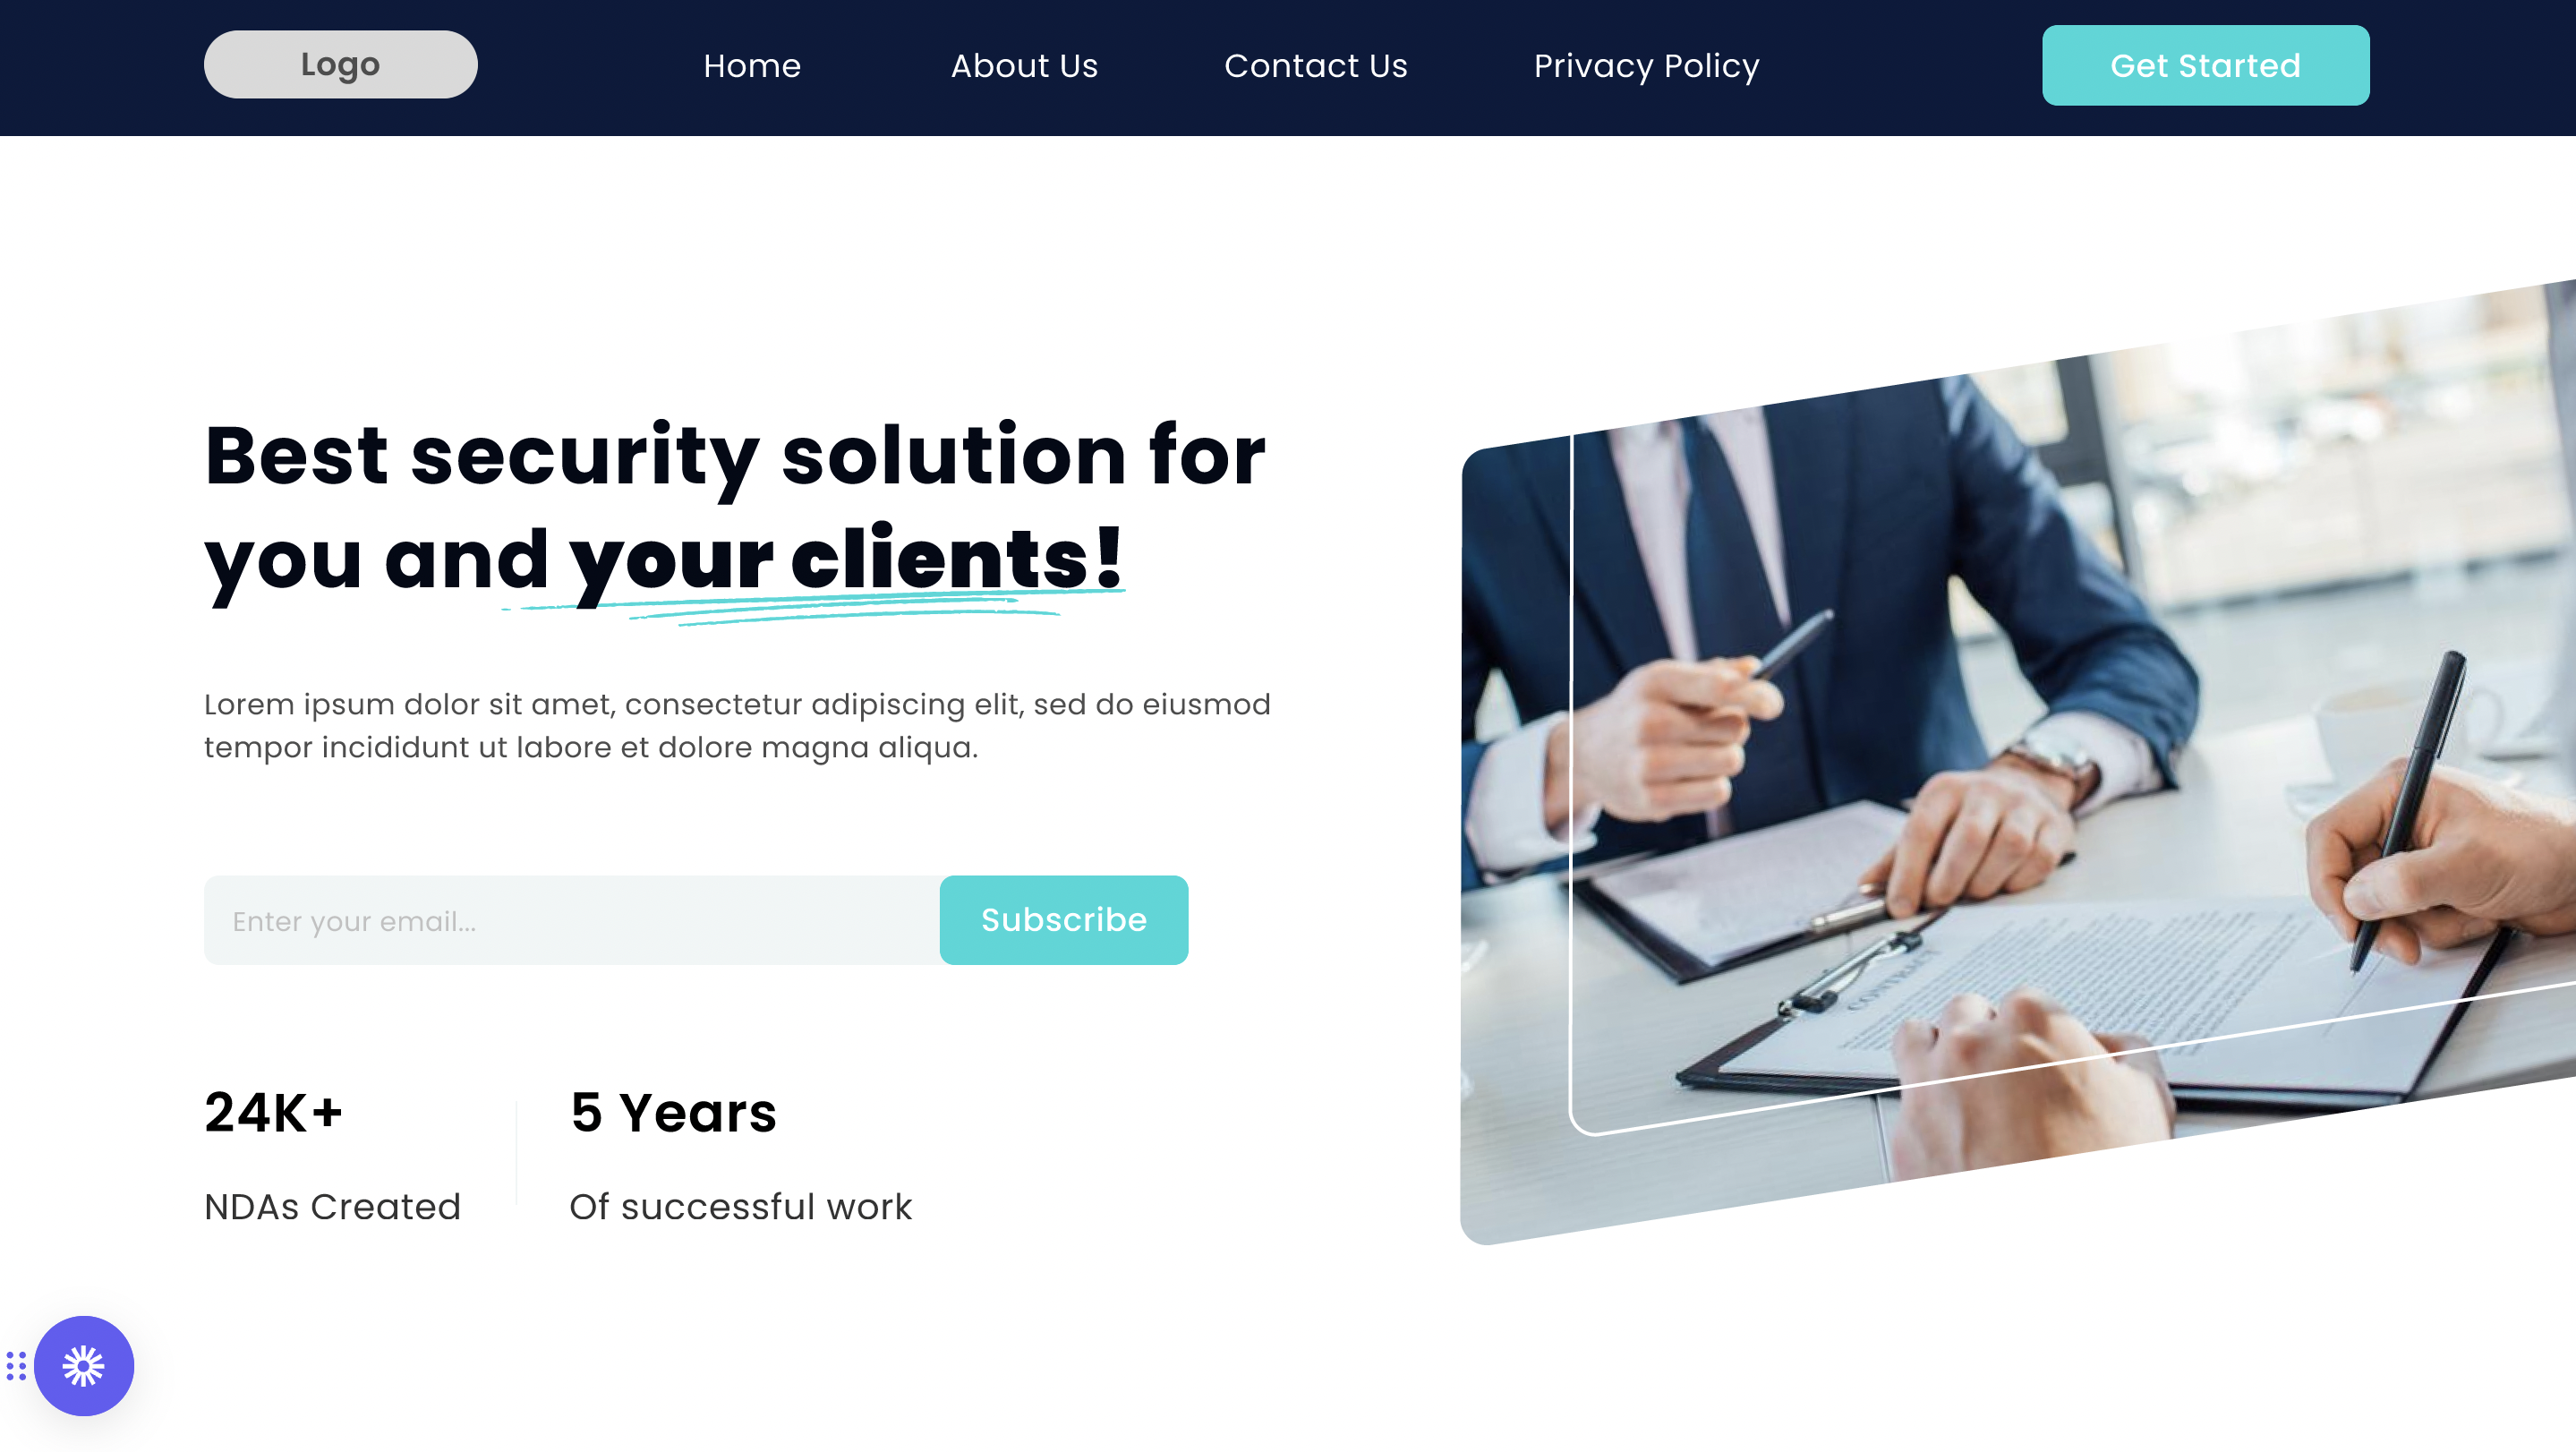 Logo
Home
About Us
Contact Us
Privacy Policy
Get Started
Best security solution for
you and your clients!
Lorem ipsum dolor sit amet, consectetur adipiscing elit, sed do eiusmod
tempor incididunt ut labore et dolore magna aliqua.
Enter your email...
Subscribe
24K+
NDAs Created
5 Years
Of successful work
CONTRACT